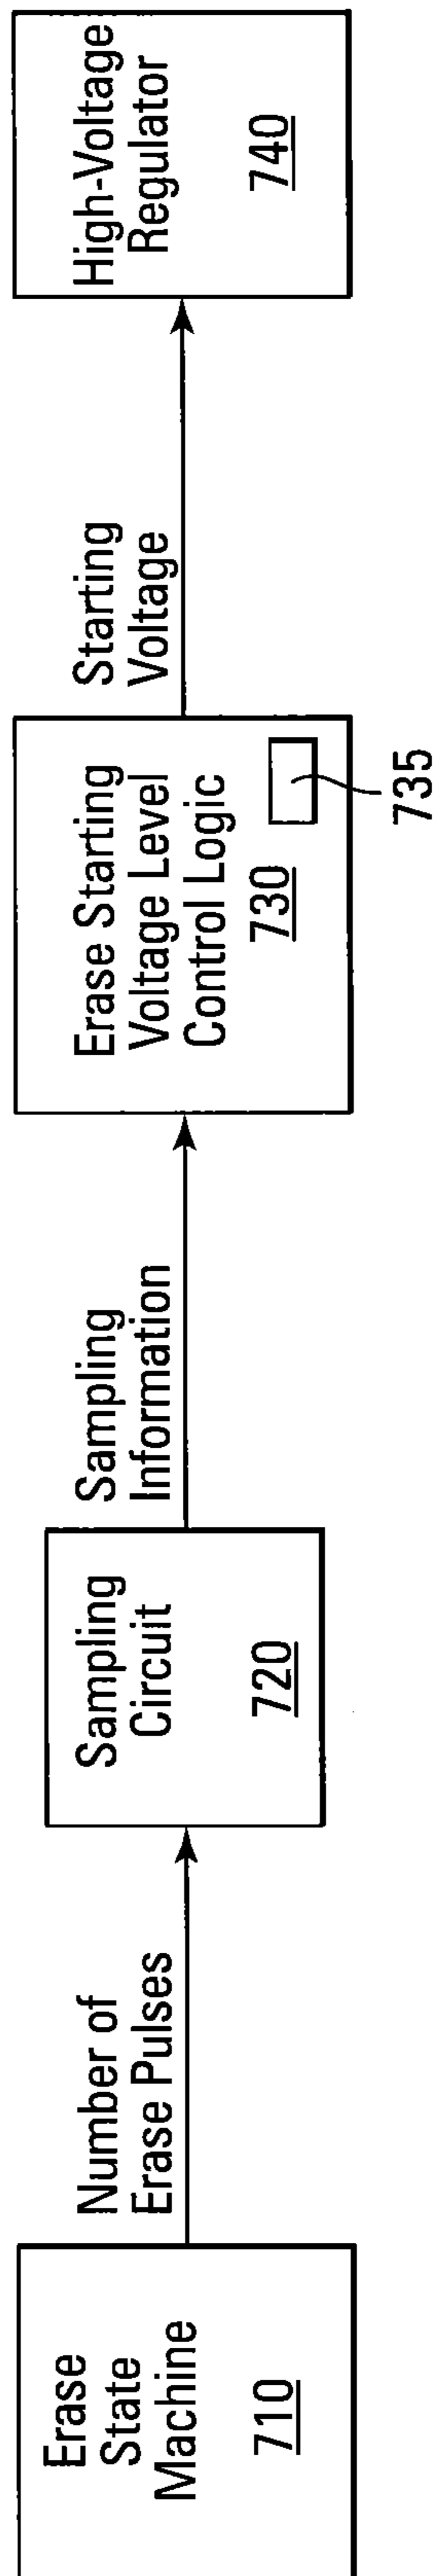 Erase
State
Machine
710
Number of
Erase Pulses
Sampling
Circuit
720
Sampling
Information
Erase Starting
Voltage Level
Control Logic
730
735
Starting
Voltage
High-Voltage
Regulator
740